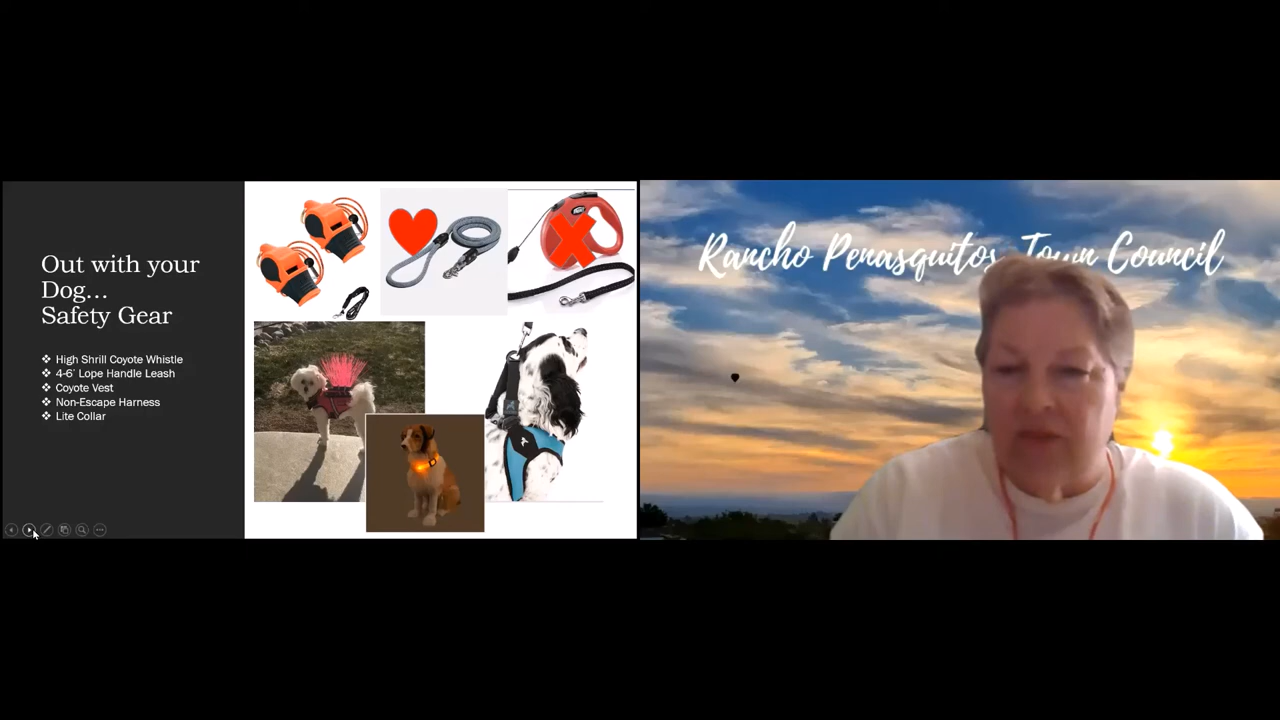 Out with your
Dog...
Safety Gear
❖ High Shrill Coyote Whistle
❖ 4-6' Lope Handle Leash
❖ Coyote Vest
❖ Non-Escape Harness
❖ Lite Collar
Rancho Penasquitos Town Council